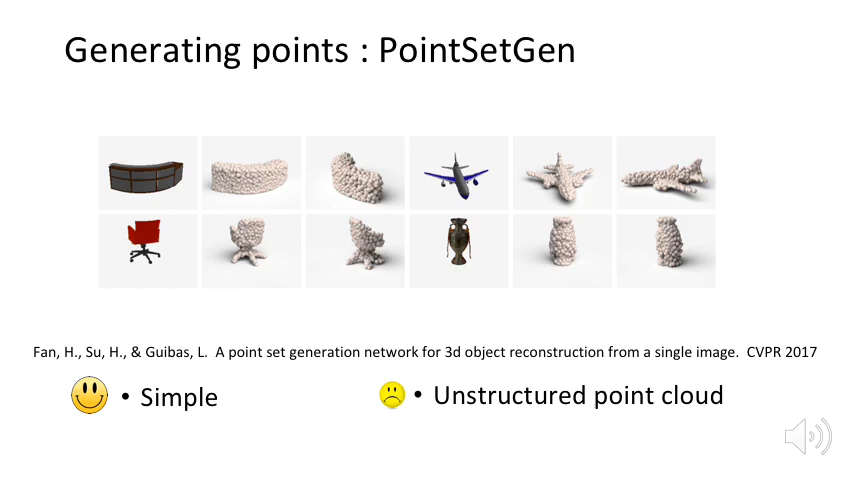 Generating points : PointSetGen
Fan, H., Su, H., & Guibas, L. A point set generation network for 3d object reconstruction from a single image. CVPR 2017
• Simple
• Unstructured point cloud